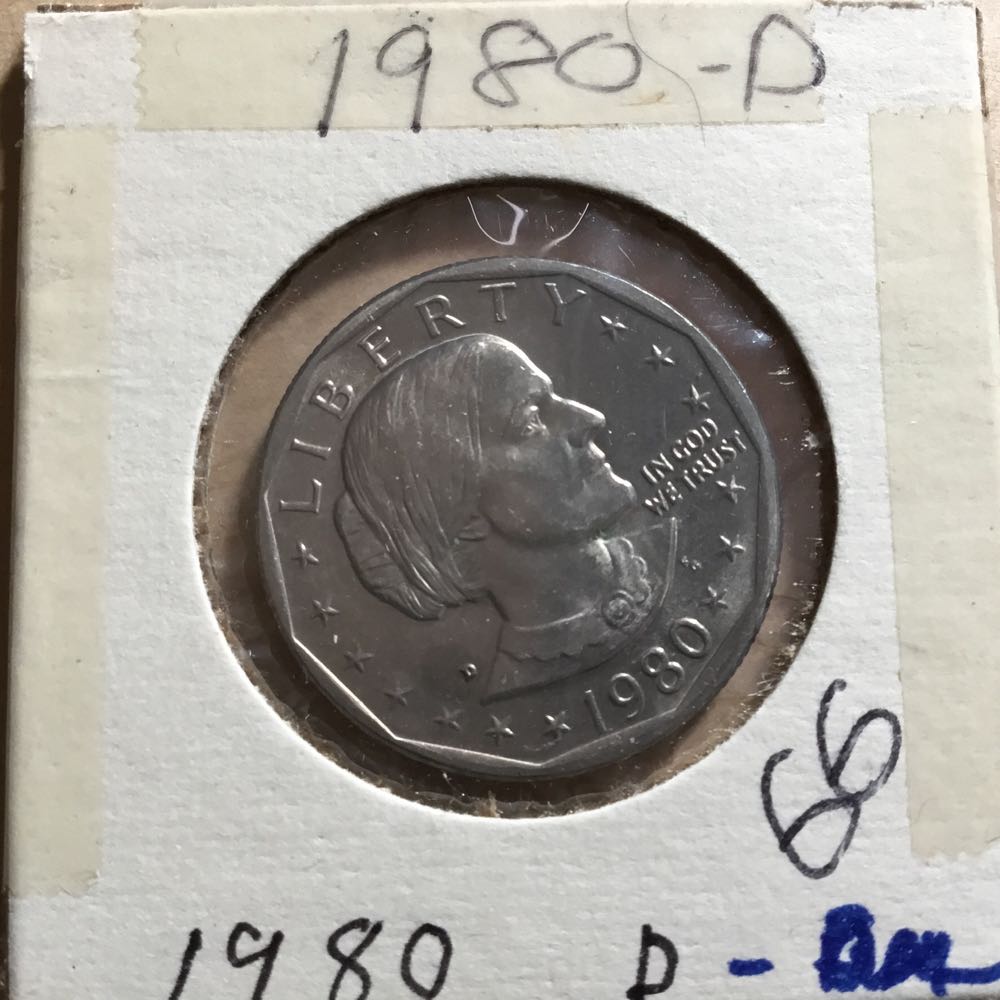 1980-D
LIBERTY
IN GOD
WE TRUST
D
1980
66
1980 D -